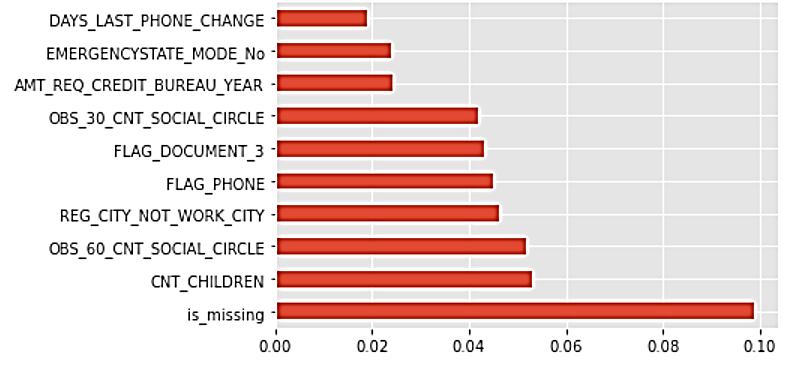 DAYS_LAST_PHONE_CHANGE
EMERGENCYSTATE_MODE_No
AMT_REQ_CREDIT_BUREAU_YEAR
OBS_30_CNT_SOCIAL_CIRCLE
FLAG_DOCUMENT_3
FLAG_PHONE
REG_CITY_NOT_WORK_CITY
OBS_60_CNT_SOCIAL_CIRCLE
CNT_CHILDREN
is_missing
0.00 0.02 0.04 0.06 0.08 0.10